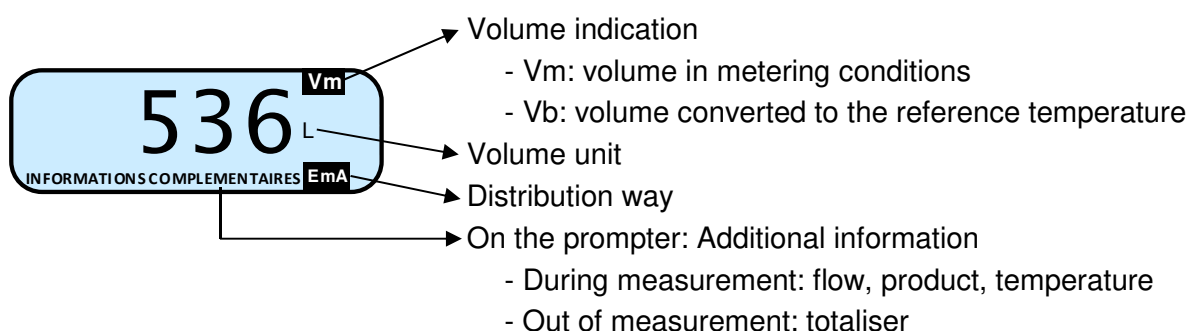 Volume indication
- Vm: volume in metering conditions
- Vb: volume converted to the reference temperature
Vm
536 L
Volume unit
INFORMATIONS COMPLEMENTAIRES EmA
Distribution way
On the prompter: Additional information
- During measurement: flow, product, temperature
- Out of measurement: totaliser